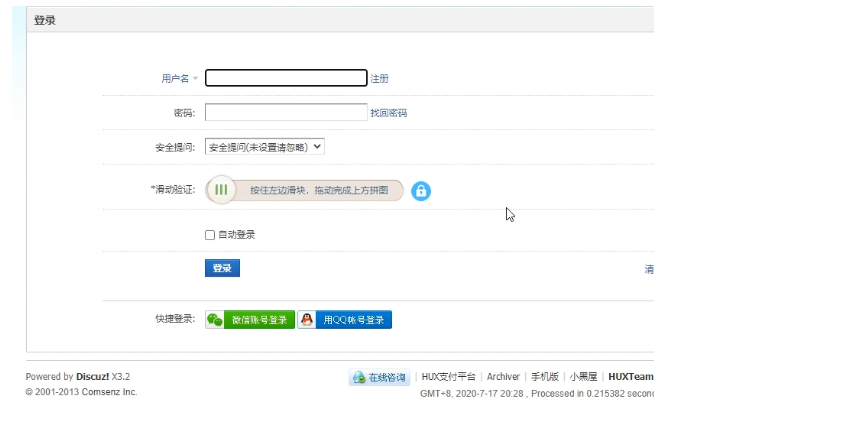 登录
用户名 注册
密码: 找回密码
安全提问: 安全提问(未设置请忽略)
*滑动验证: 按住左边滑块，拖动完成上方拼图
自动登录
登录 清
快捷登录: 微信账号登录 用QQ帐号登录
Powered by Discuz! X3.2 在线咨询 | HUX支付平台 | Archiver | 手机版 | 小黑屋 | HUXTeam
© 2001-2013 Comsenz Inc. GMT+8, 2020-7-17 20:28 , Processed in 0.215382 second